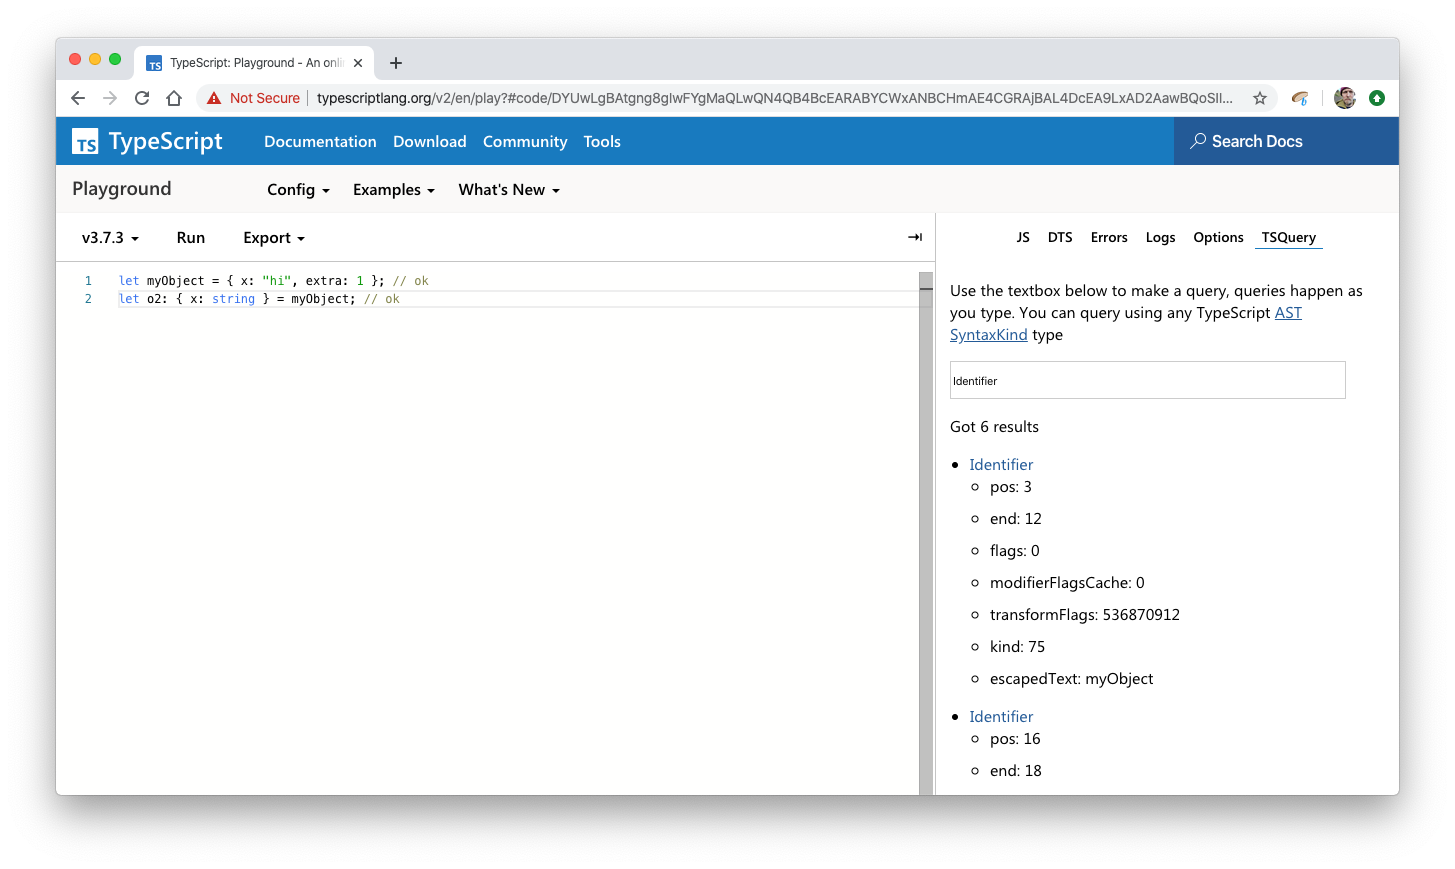 TypeScript: Playground - An onli
Not Secure
typescriptlang.org/v2/en/play?#code/DYUwLgBAtgng8glwFYgMaQLwQN4QB4BcEARABYCWxANBCHmAE4CGRAjBAL4DcEA9LxAD2AawBQoSIl...
TS TypeScript
Documentation Download Community Tools
Search Docs
Playground
Config Examples What's New
v3.7.3 Run Export
JS DTS Errors Logs Options TSQuery
1 let myObject = { x: "hi", extra: 1 }; // ok
2 let o2: { x: string } = myObject; // ok
Use the textbox below to make a query, queries happen as
you type. You can query using any TypeScript AST
SyntaxKind type
Identifier
Got 6 results
Identifier
pos: 3
end: 12
flags: 0
modifierFlagsCache: 0
transformFlags: 536870912
kind: 75
escapedText: myObject
Identifier
pos: 16
end: 18